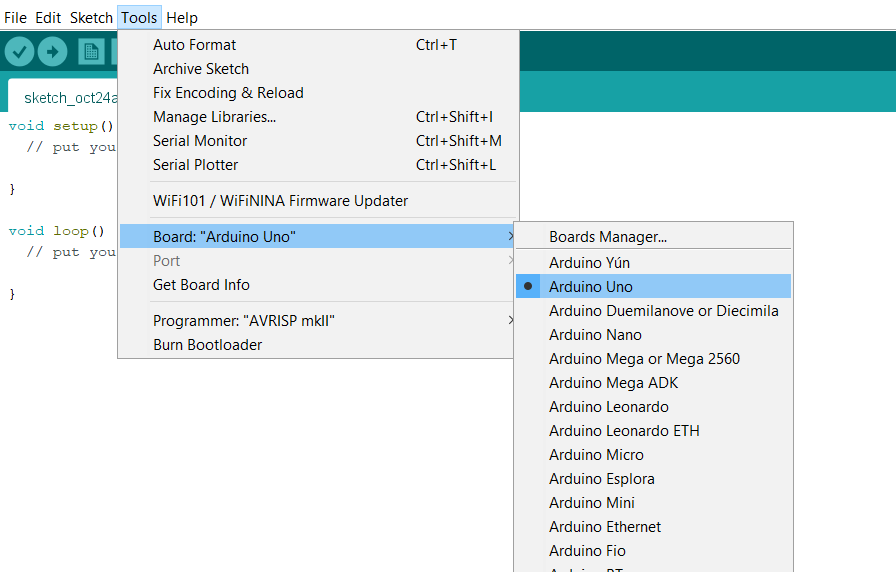 File Edit Sketch Tools Help
sketch_oct24a
void setup()
// put you
}
void loop()
// put you
}
Auto Format Ctrl+T
Archive Sketch
Fix Encoding & Reload
Manage Libraries... Ctrl+Shift+I
Serial Monitor Ctrl+Shift+M
Serial Plotter Ctrl+Shift+L
WiFi101 / WiFiNINA Firmware Updater
Board: "Arduino Uno"
Port
Get Board Info
Programmer: "AVRISP mkII"
Burn Bootloader
Boards Manager...
Arduino Yún
Arduino Uno
Arduino Duemilanove or Diecimila
Arduino Nano
Arduino Mega or Mega 2560
Arduino Mega ADK
Arduino Leonardo
Arduino Leonardo ETH
Arduino Micro
Arduino Esplora
Arduino Mini
Arduino Ethernet
Arduino Fio